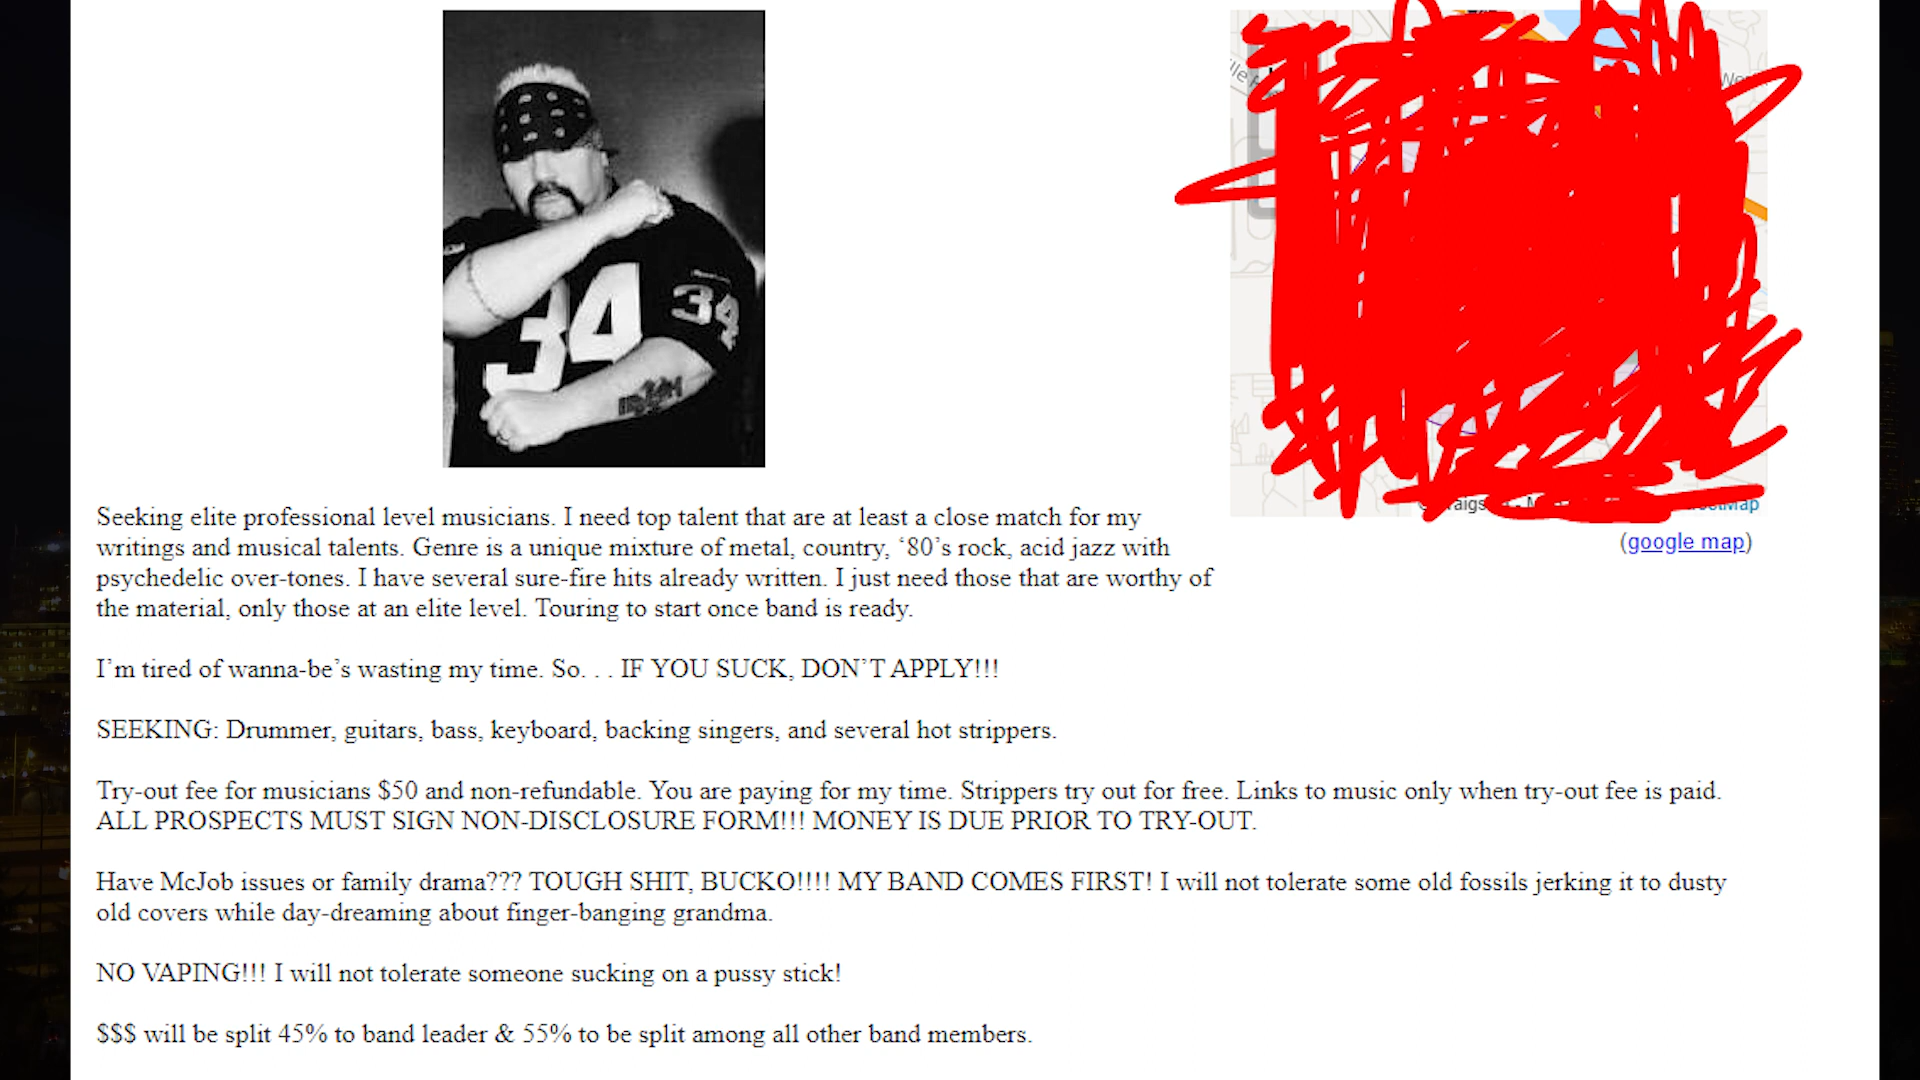 34
34
Seeking elite professional level musicians. I need top talent that are at least a close match for my
writings and musical talents. Genre is a unique mixture of metal, country, ‘80’s rock, acid jazz with
psychedelic over-tones. I have several sure-fire hits already written. I just need those that are worthy of
the material, only those at an elite level. Touring to start once band is ready.
(google map)
I’m tired of wanna-be’s wasting my time. So. . . IF YOU SUCK, DON’T APPLY!!!
SEEKING: Drummer, guitars, bass, keyboard, backing singers, and several hot strippers.
Try-out fee for musicians $50 and non-refundable. You are paying for my time. Strippers try out for free. Links to music only when try-out fee is paid.
ALL PROSPECTS MUST SIGN NON-DISCLOSURE FORM!!! MONEY IS DUE PRIOR TO TRY-OUT.
Have McJob issues or family drama??? TOUGH SHIT, BUCKO!!!! MY BAND COMES FIRST! I will not tolerate some old fossils jerking it to dusty
old covers while day-dreaming about finger-banging grandma.
NO VAPING!!! I will not tolerate someone sucking on a pussy stick!
$$$ will be split 45% to band leader & 55% to be split among all other band members.